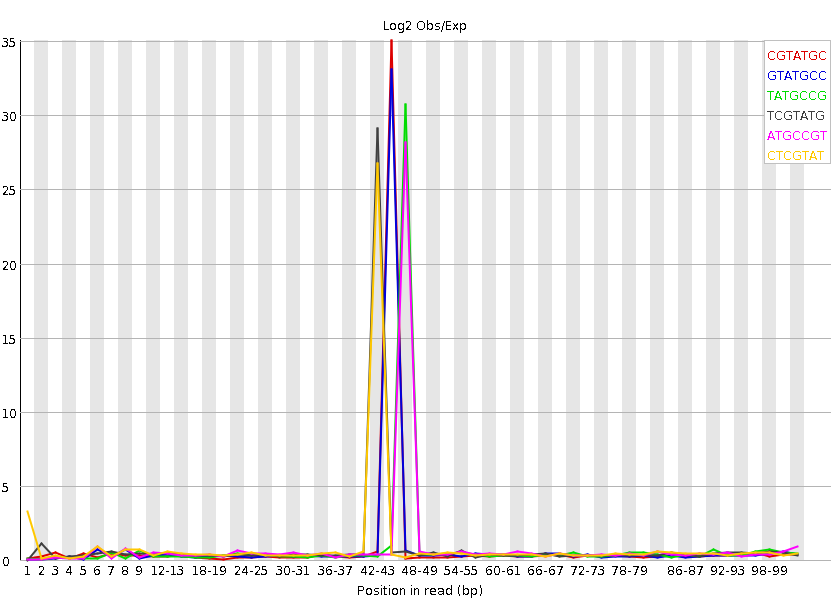 Log2 Obs/Exp
35
30
25
20
15
10
5
0
CGTATGC
GTATGCC
TATGCCG
TCGTATG
ATGCCGT
CTCGTAT
1 2 3 4 5 6 7 8 9 12-13 18-19 24-25 30-31 36-37 42-43 48-49 54-55 60-61 66-67 72-73 78-79 86-87 92-93 98-99
Position in read (bp)